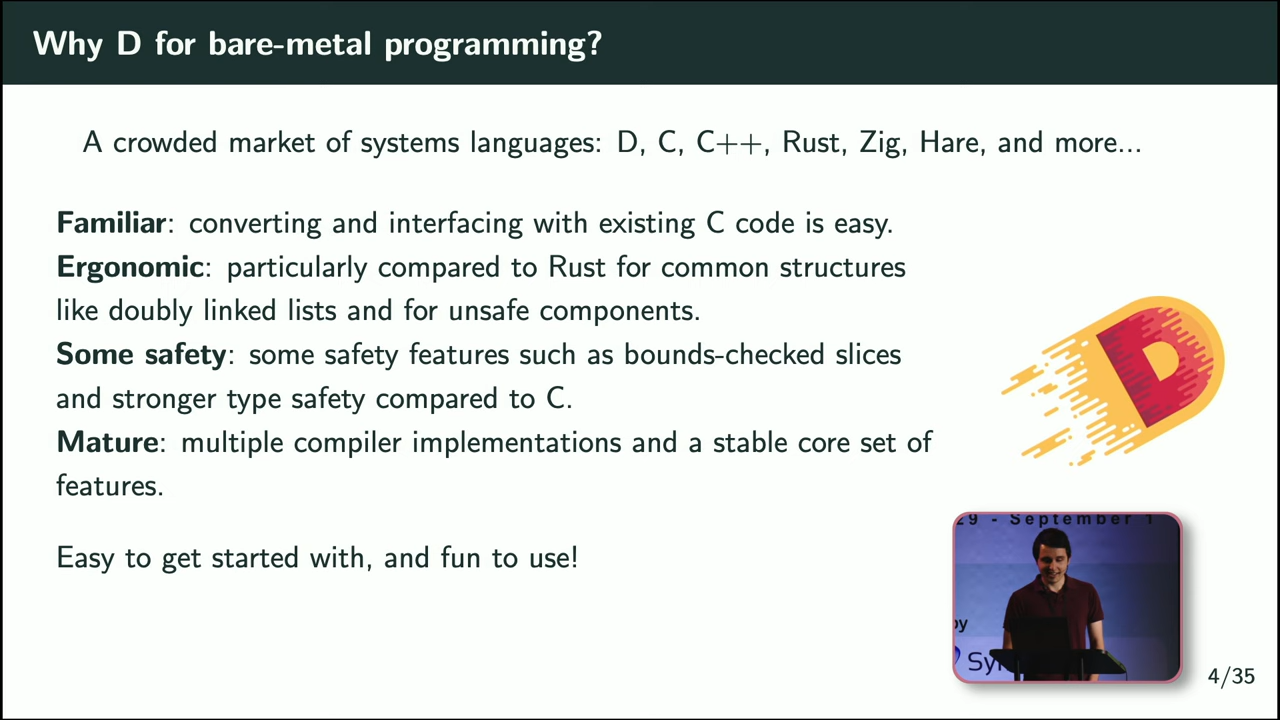 Why D for bare-metal programming?
A crowded market of systems languages: D, C, C++, Rust, Zig, Hare, and more...
Familiar: converting and interfacing with existing C code is easy.
Ergonomic: particularly compared to Rust for common structures
like doubly linked lists and for unsafe components.
Some safety: some safety features such as bounds-checked slices
and stronger type safety compared to C.
Mature: multiple compiler implementations and a stable core set of
features.
Easy to get started with, and fun to use!
D
29 - September 1
by
Sy
4/35